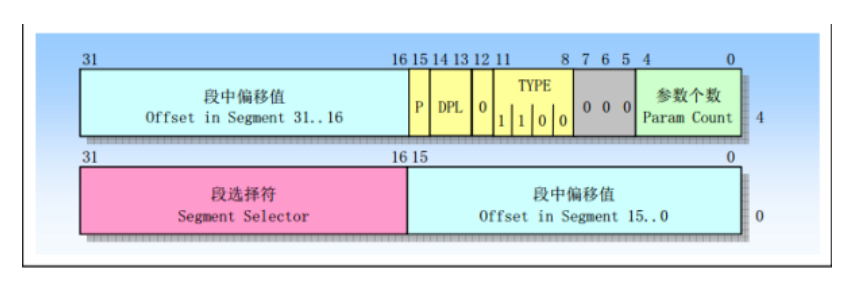 31 16 15 14 13 12 11 8 7 6 5 4 0
段中偏移值
Offset in Segment 31..16
P DPL 0
TYPE
1 1 0 0
0 0 0
参数个数
Param Count
4
31 16 15 0
段选择符
Segment Selector
段中偏移值
Offset in Segment 15..0
0